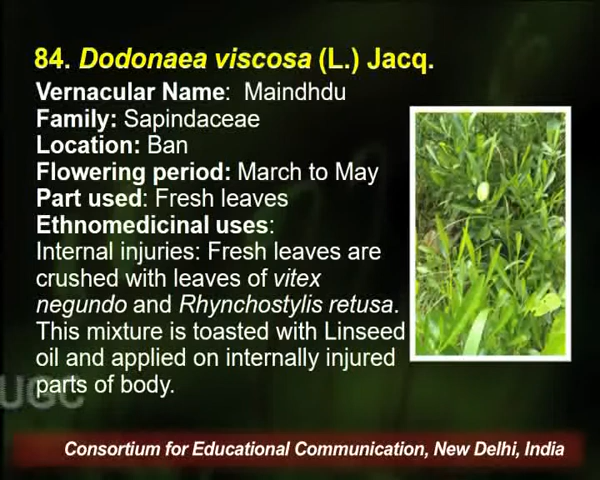 84. Dodonaea viscosa (L.) Jacq.
Vernacular Name: Maindhdu
Family: Sapindaceae
Location: Ban
Flowering period: March to May
Part used: Fresh leaves
Ethnomedicinal uses:
Internal injuries: Fresh leaves are
crushed with leaves of vitex
negundo and Rhynchostylis retusa.
This mixture is toasted with Linseed
oil and applied on internally injured
parts of body.
UGC
Consortium for Educational Communication, New Delhi, India